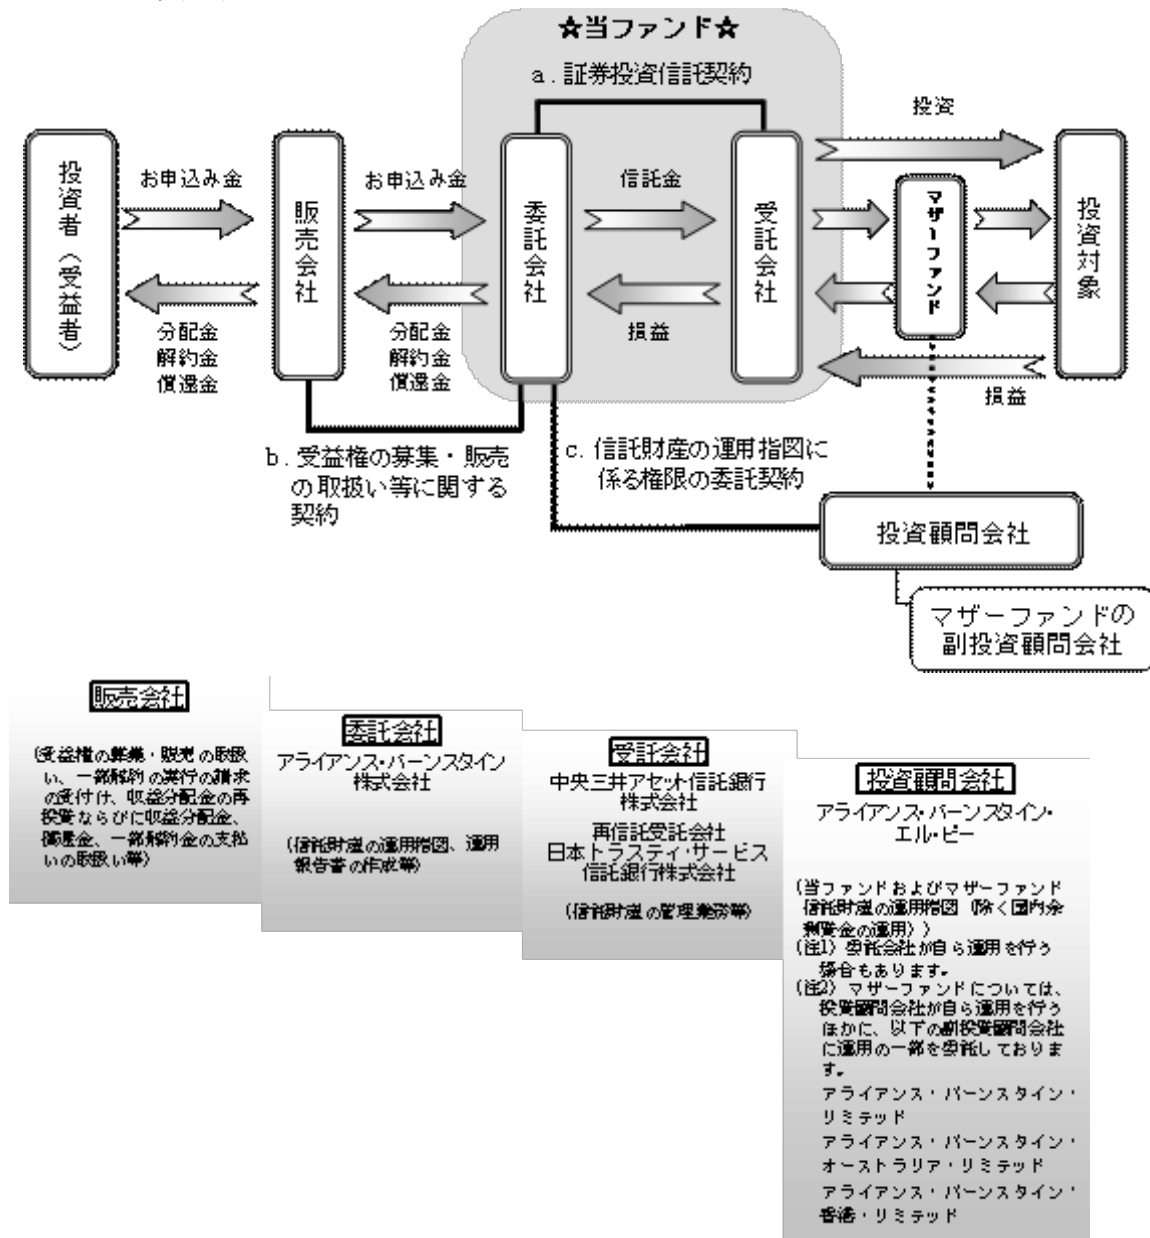 ☆当ファンド☆
a．証券投資信託契約
投資者（受益者）
お申込み金
分配金
解約金
償還金
販売会社
お申込み金
分配金
解約金
償還金
委託会社
信託金
損益
受託会社
投資
マザーファンド
損益
投資対象
b．受益権の募集・販売
の取扱い等に関する
契約
c．信託財産の運用指図に
係る権限の委託契約
投資顧問会社
マザーファンドの
副投資顧問会社
販売会社
（受益権の募集・販売の取扱
い、一部解約の実行の請求
の受付け、収益分配金の再
投資ならびに収益分配金、
償還金、一部解約金の支払
いの取扱い等）
委託会社
アライアンス・バーンスタイン
株式会社
（信託財産の運用指図、運用
報告書の作成等）
受託会社
中央三井アセット信託銀行
株式会社
再信託受託会社
日本トラスティ・サービス
信託銀行株式会社
（信託財産の管理業務等）
投資顧問会社
アライアンス・バーンスタイン・
エル・ピー
（当ファンドおよびマザーファンド
信託財産の運用指図（除く国内余
剰資金の運用））
（注1）委託会社が自ら運用を行う
場合もあります。
（注2）マザーファンドについては、
投資顧問会社が自ら運用を行う
ほかに、以下の副投資顧問会社
に運用の一部を委託しておりま
す。
アライアンス・バーンスタイン・
リミテッド
アライアンス・バーンスタイン・
オーストラリア・リミテッド
アライアンス・バーンスタイン・
香港・リミテッド